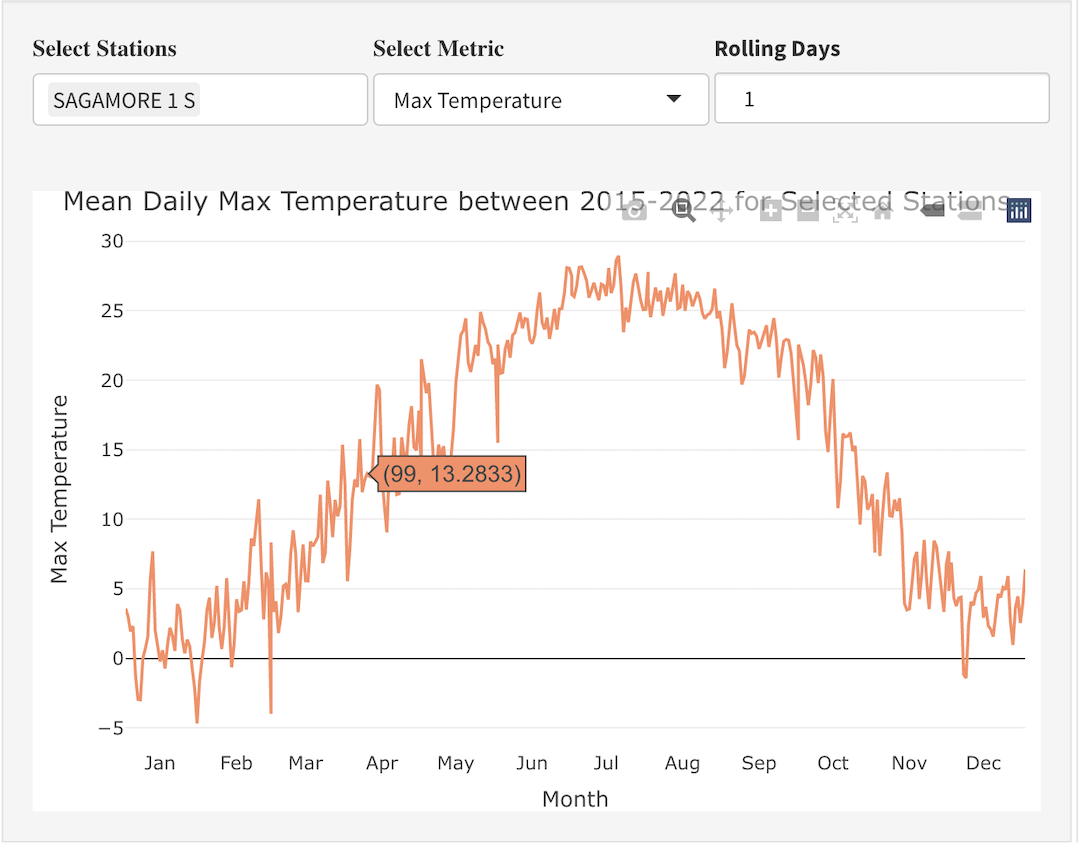 Select Stations
Select Metric
Rolling Days
SAGAMORE 1 S
Max Temperature
1
Mean Daily Max Temperature between 2015-2022 for Selected Stations
30
25
20
15
10
5
0
−5
Max Temperature
(99, 13.2833)
Jan Feb Mar Apr May Jun Jul Aug Sep Oct Nov Dec
Month